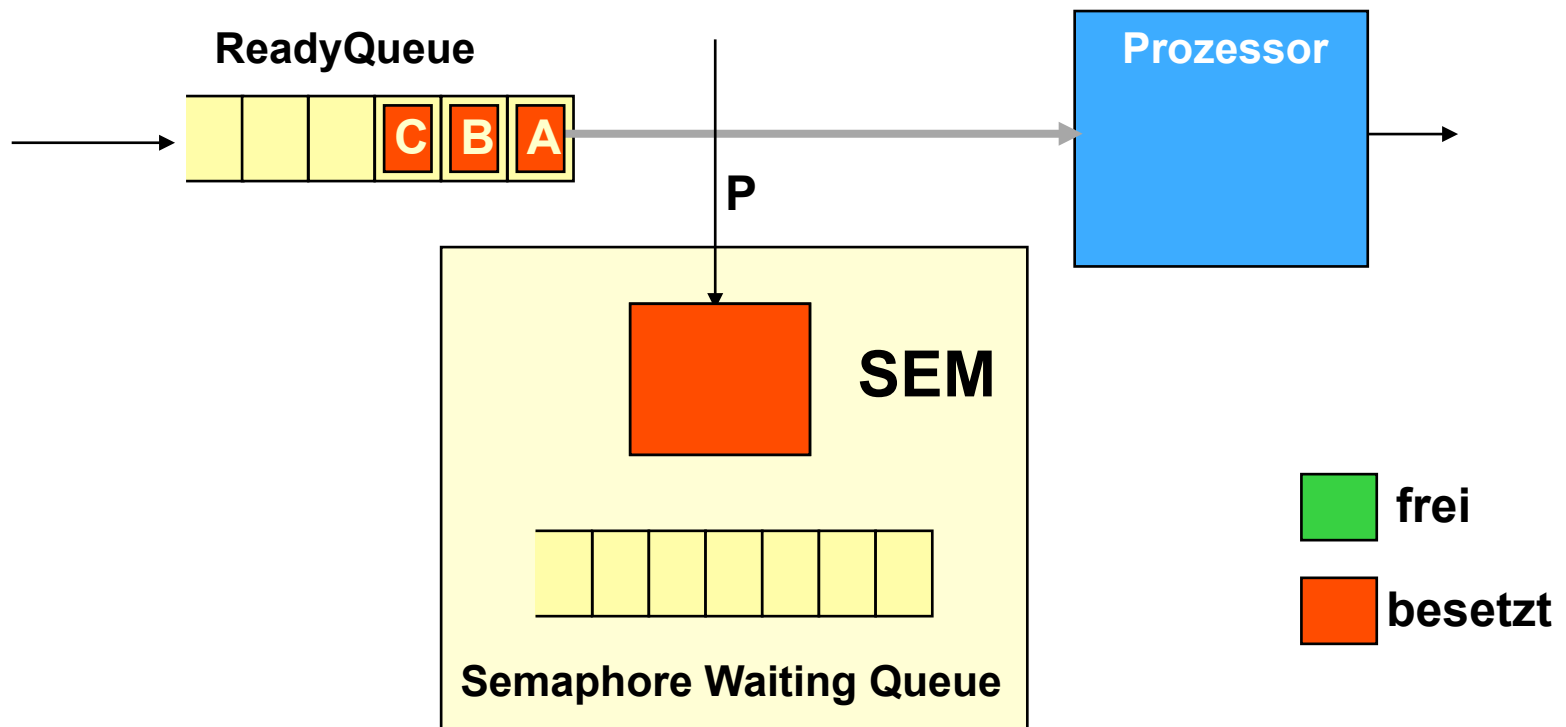 ReadyQueue
Prozessor
C B A
P
SEM
frei
besetzt
Semaphore Waiting Queue